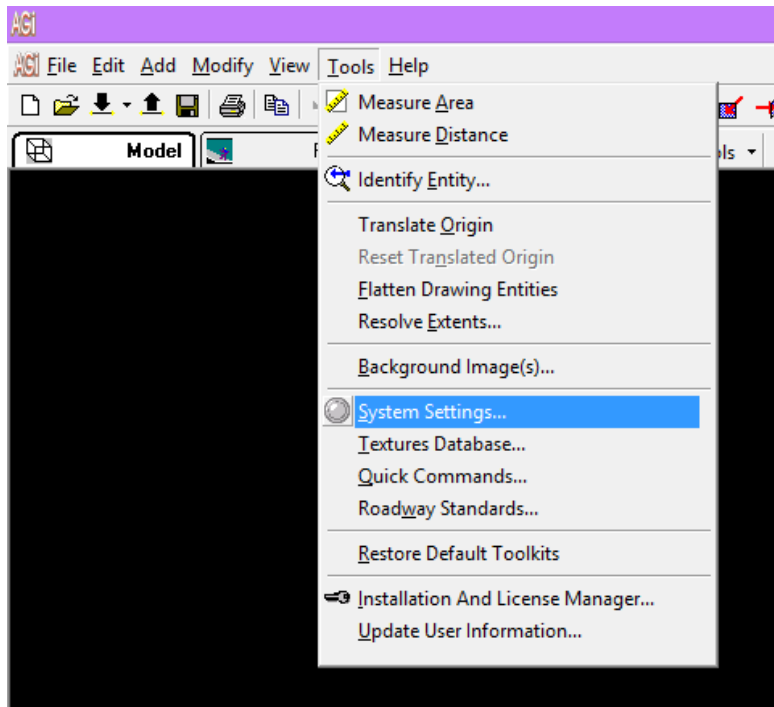 AGi
AGi File Edit Add Modify View Tools Help
Measure Area
Measure Distance
Model
Identify Entity...
Translate Origin
Reset Translated Origin
Flatten Drawing Entities
Resolve Extents...
Background Image(s)...
System Settings...
Textures Database...
Quick Commands...
Roadway Standards...
Restore Default Toolkits
Installation And License Manager...
Update User Information...